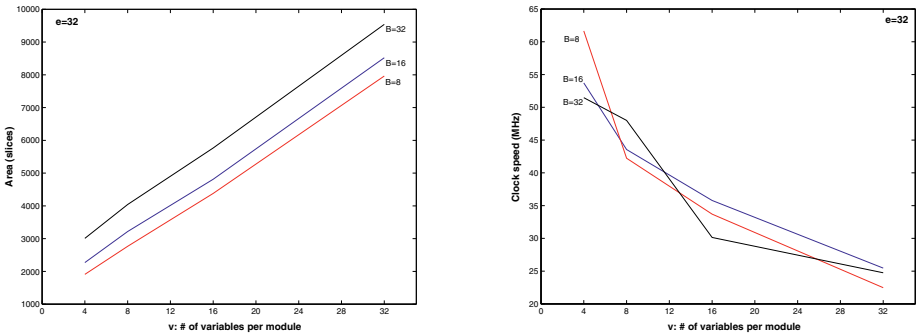 e=32
10000
9000
8000
7000
6000
5000
4000
3000
2000
1000
Area (slices)
B=32
B=16
B=8
0 4 8 12 16 20 24 28 32
v: # of variables per module
e=32
65
60
55
50
45
40
35
30
25
20
Clock speed (MHz)
B=8
B=16
B=32
0 4 8 12 16 20 24 28 32
v: # of variables per module